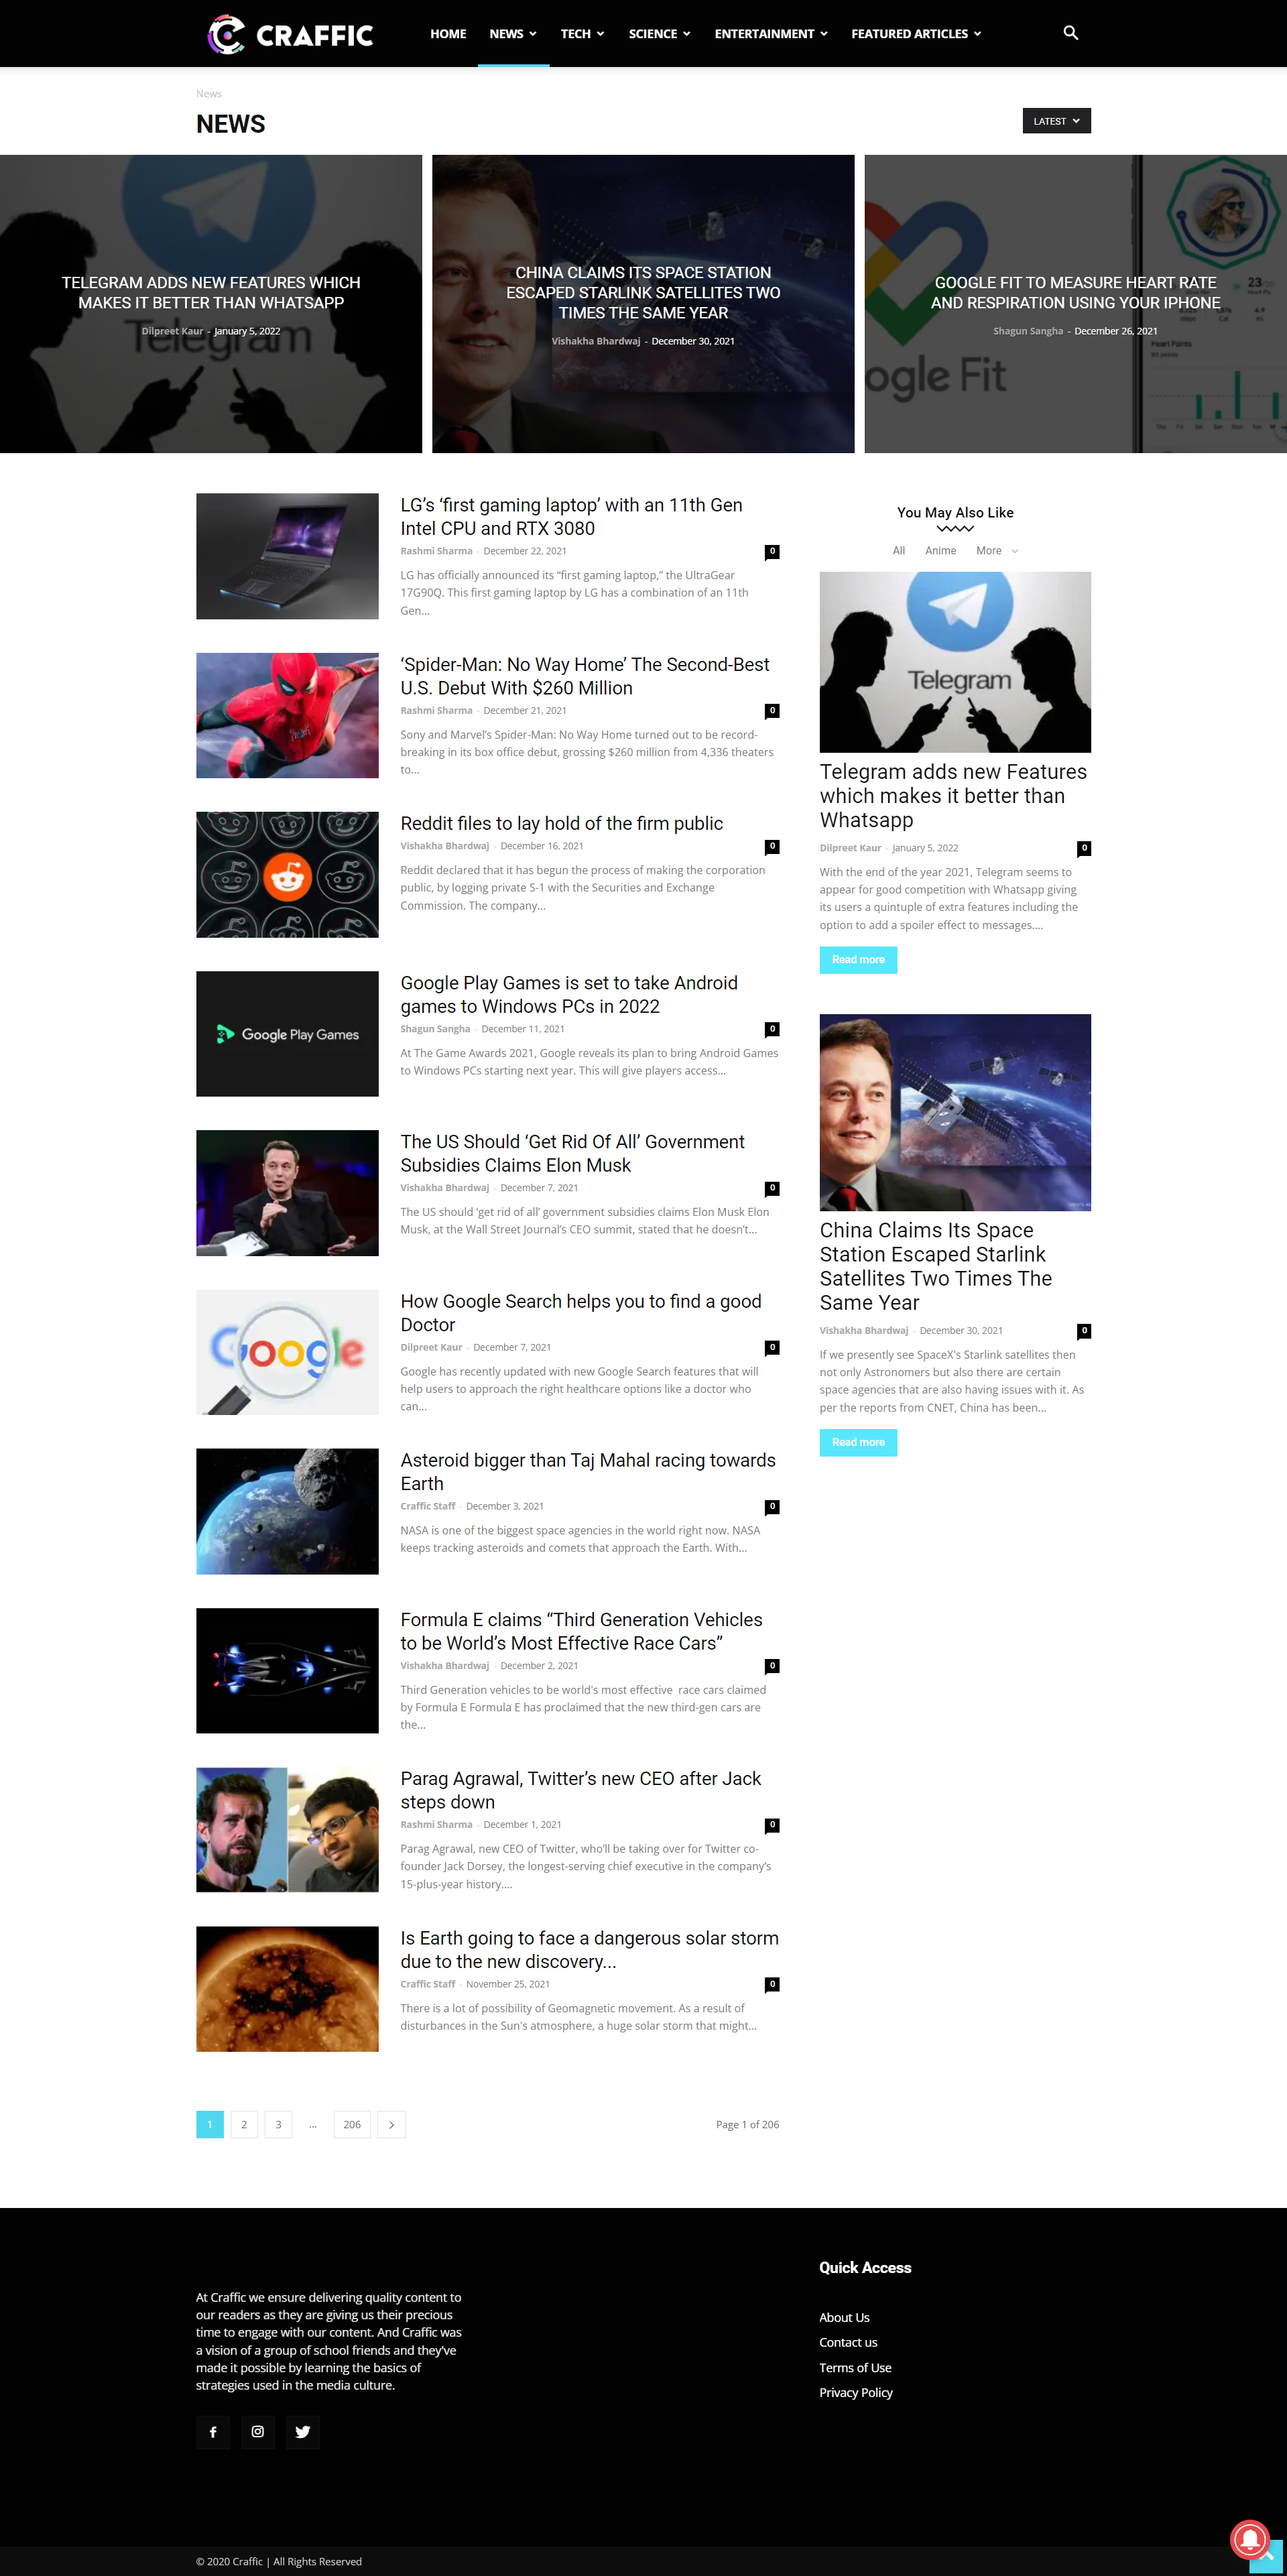 CRAFFIC
HOME NEWS TECH SCIENCE ENTERTAINMENT FEATURED ARTICLES
News
NEWS
LATEST
TELEGRAM ADDS NEW FEATURES WHICH
MAKES IT BETTER THAN WHATSAPP
Dilpreet Kaur - January 5, 2022
Telegram
CHINA CLAIMS ITS SPACE STATION
ESCAPED STARLINK SATELLITES TWO
TIMES THE SAME YEAR
Vishakha Bhardwaj - December 30, 2021
GOOGLE FIT TO MEASURE HEART RATE
AND RESPIRATION USING YOUR IPHONE
Shagun Sangha - December 26, 2021
ogle Fit
Heart Points
LG’s ‘first gaming laptop’ with an 11th Gen
Intel CPU and RTX 3080
Rashmi Sharma - December 22, 2021 0
LG has officially announced its “first gaming laptop,” the UltraGear
17G90Q. This first gaming laptop by LG has a combination of an 11th
Gen...
‘Spider-Man: No Way Home’ The Second-Best
U.S. Debut With $260 Million
Rashmi Sharma - December 21, 2021 0
Sony and Marvel’s Spider-Man: No Way Home turned out to be record-
breaking in its box office debut, grossing $260 million from 4,336 theaters
to...
Reddit files to lay hold of the firm public
Vishakha Bhardwaj - December 16, 2021 0
Reddit declared that it has begun the process of making the corporation
public, by logging private S-1 with the Securities and Exchange
Commission. The company...
Google Play Games
Google Play Games is set to take Android
games to Windows PCs in 2022
Shagun Sangha - December 11, 2021 0
At The Game Awards 2021, Google reveals its plan to bring Android Games
to Windows PCs starting next year. This will give players access...
The US Should ‘Get Rid Of All’ Government
Subsidies Claims Elon Musk
Vishakha Bhardwaj - December 7, 2021 0
The US should ‘get rid of all’ government subsidies claims Elon Musk Elon
Musk, at the Wall Street Journal’s CEO summit, stated that he doesn’t...
Google
How Google Search helps you to find a good
Doctor
Dilpreet Kaur - December 7, 2021 0
Google has recently updated with new Google Search features that will
help users to approach the right healthcare options like a doctor who
can...
Asteroid bigger than Taj Mahal racing towards
Earth
Craffic Staff - December 3, 2021 0
NASA is one of the biggest space agencies in the world right now. NASA
keeps tracking asteroids and comets that approach the Earth. With...
Formula E claims “Third Generation Vehicles
to be World’s Most Effective Race Cars”
Vishakha Bhardwaj - December 2, 2021 0
Third Generation vehicles to be world's most effective  race cars claimed
by Formula E Formula E has proclaimed that the new third-gen cars are
the...
Parag Agrawal, Twitter’s new CEO after Jack
steps down
Rashmi Sharma - December 1, 2021 0
Parag Agrawal, new CEO of Twitter, who’ll be taking over for Twitter co-
founder Jack Dorsey, the longest-serving chief executive in the company’s
15-plus-year history....
Is Earth going to face a dangerous solar storm
due to the new discovery...
Craffic Staff - November 25, 2021 0
There is a lot of possibility of Geomagnetic movement. As a result of
disturbances in the Sun's atmosphere, a huge solar storm that might...
1 2 3 ... 206
Page 1 of 206
You May Also Like
All Anime More
Telegram
Telegram adds new Features
which makes it better than
Whatsapp
Dilpreet Kaur - January 5, 2022 0
With the end of the year 2021, Telegram seems to
appear for good competition with Whatsapp giving
its users a quintuple of extra features including the
option to add a spoiler effect to messages....
Read more
China Claims Its Space
Station Escaped Starlink
Satellites Two Times The
Same Year
Vishakha Bhardwaj - December 30, 2021 0
If we presently see SpaceX's Starlink satellites then
not only Astronomers but also there are certain
space agencies that are also having issues with it. As
per the reports from CNET, China has been...
Read more
At Craffic we ensure delivering quality content to
our readers as they are giving us their precious
time to engage with our content. And Craffic was
a vision of a group of school friends and they've
made it possible by learning the basics of
strategies used in the media culture.
Quick Access
About Us
Contact us
Terms of Use
Privacy Policy
© 2020 Craffic | All Rights Reserved